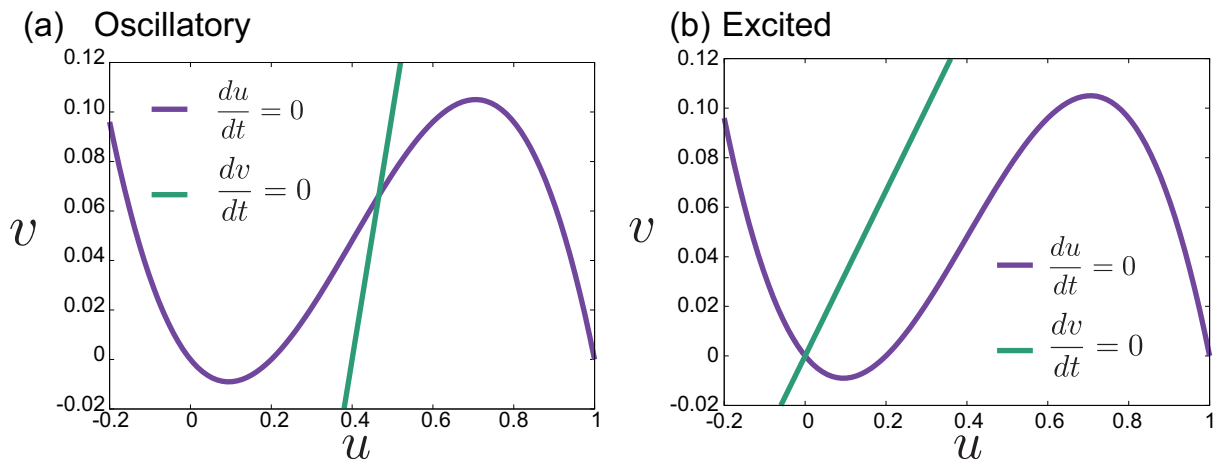 (a) Oscillatory
0.12
0.10
0.08
0.06
0.04
0.02
0
-0.02
v
-0.2 0 0.2 0.4 0.6 0.8 1
u
du/dt = 0
dv/dt = 0
(b) Excited
0.12
0.10
0.08
0.06
0.04
0.02
0
-0.02
v
-0.2 0 0.2 0.4 0.6 0.8 1
u
du/dt = 0
dv/dt = 0